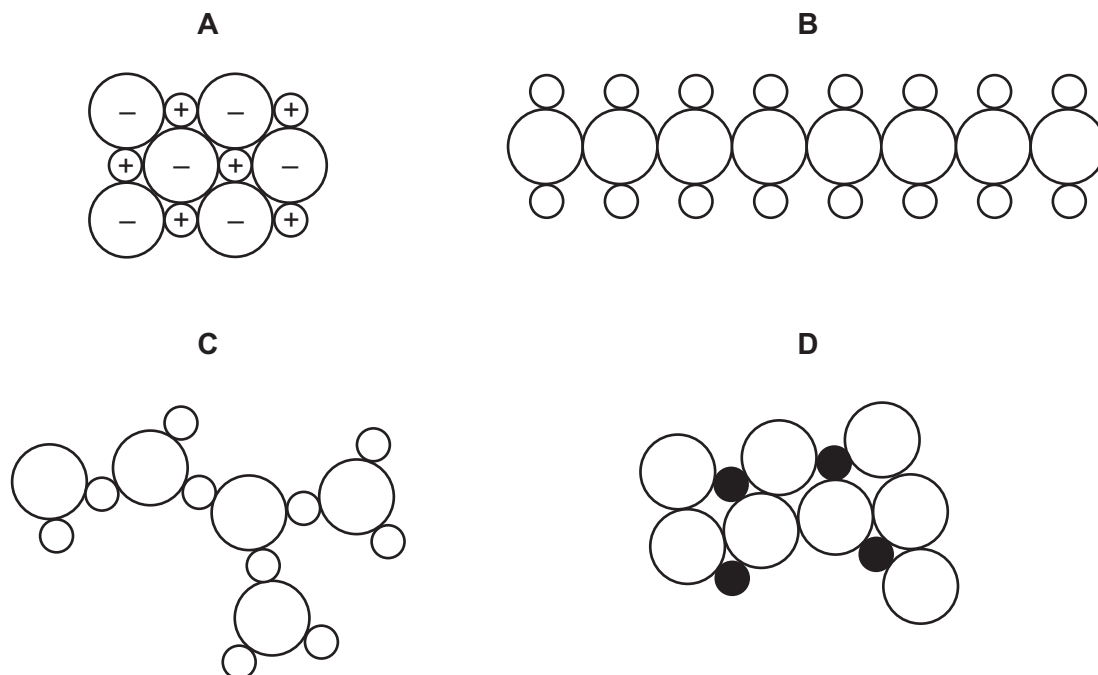 A B
– + – +
+ – + –
– + – +
C D